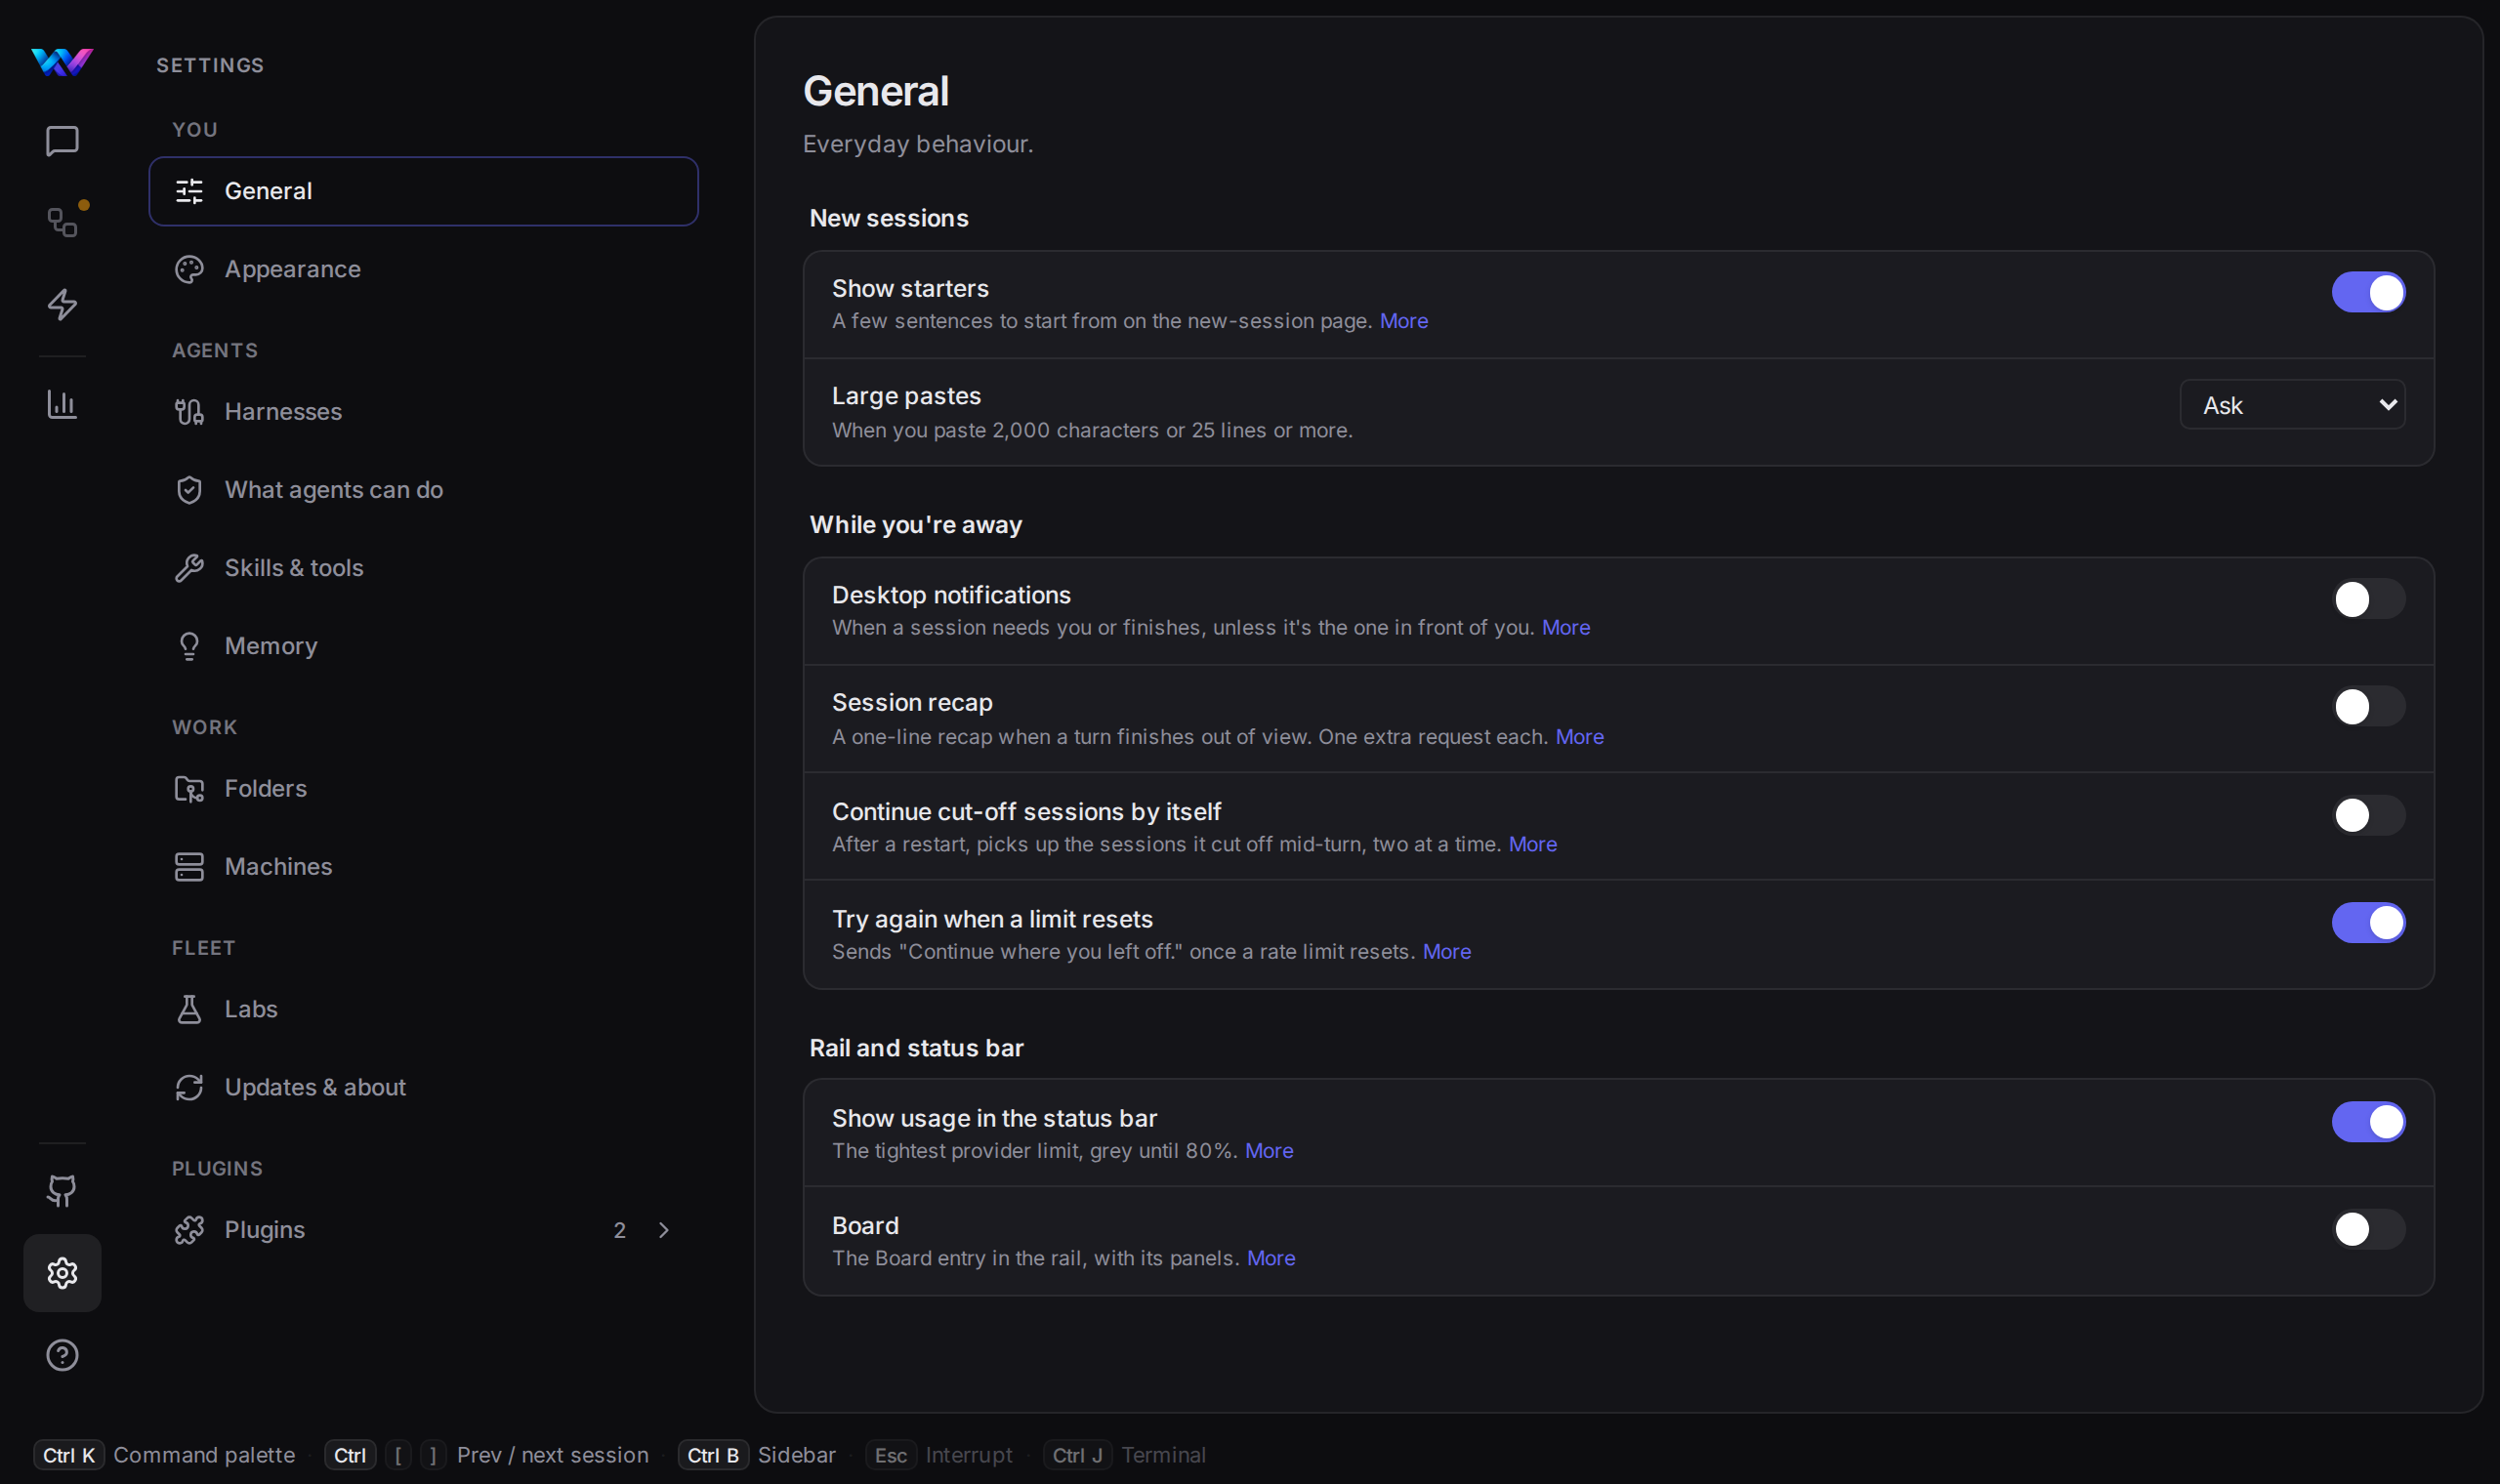 SETTINGS
YOU
General
Appearance
AGENTS
Harnesses
What agents can do
Skills & tools
Memory
WORK
Folders
Machines
FLEET
Labs
Updates & about
PLUGINS
Plugins 2
General
Everyday behaviour.
New sessions
Show starters
A few sentences to start from on the new-session page. More
Large pastes
When you paste 2,000 characters or 25 lines or more.
Ask
While you're away
Desktop notifications
When a session needs you or finishes, unless it's the one in front of you. More
Session recap
A one-line recap when a turn finishes out of view. One extra request each. More
Continue cut-off sessions by itself
After a restart, picks up the sessions it cut off mid-turn, two at a time. More
Try again when a limit resets
Sends "Continue where you left off." once a rate limit resets. More
Rail and status bar
Show usage in the status bar
The tightest provider limit, grey until 80%. More
Board
The Board entry in the rail, with its panels. More
Ctrl K Command palette · Ctrl [ ] Prev / next session · Ctrl B Sidebar · Esc Interrupt · Ctrl J Terminal